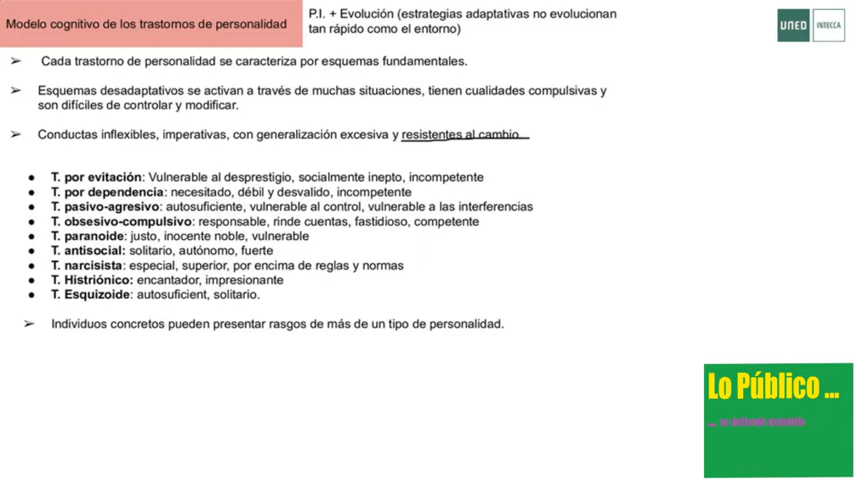 Modelo cognitivo de los trastornos de personalidad
P.I. + Evolución (estrategias adaptativas no evolucionan
tan rápido como el entorno)
UNED
INTECCA
➢ Cada trastorno de personalidad se caracteriza por esquemas fundamentales.
➢ Esquemas desadaptativos se activan a través de muchas situaciones, tienen cualidades compulsivas y
son difíciles de controlar y modificar.
➢ Conductas inflexibles, imperativas, con generalización excesiva y resistentes al cambio
● T. por evitación: Vulnerable al desprestigio, socialmente inepto, incompetente
● T. por dependencia: necesitado, débil y desvalido, incompetente
● T. pasivo-agresivo: autosuficiente, vulnerable al control, vulnerable a las interferencias
● T. obsesivo-compulsivo: responsable, rinde cuentas, fastidioso, competente
● T. paranoide: justo, inocente noble, vulnerable
● T. antisocial: solitario, autónomo, fuerte
● T. narcisista: especial, superior, por encima de reglas y normas
● T. Histriónico: encantador, impresionante
● T. Esquizoide: autosuficient, solitario.
➢ Individuos concretos pueden presentar rasgos de más de un tipo de personalidad.
Lo Público ...